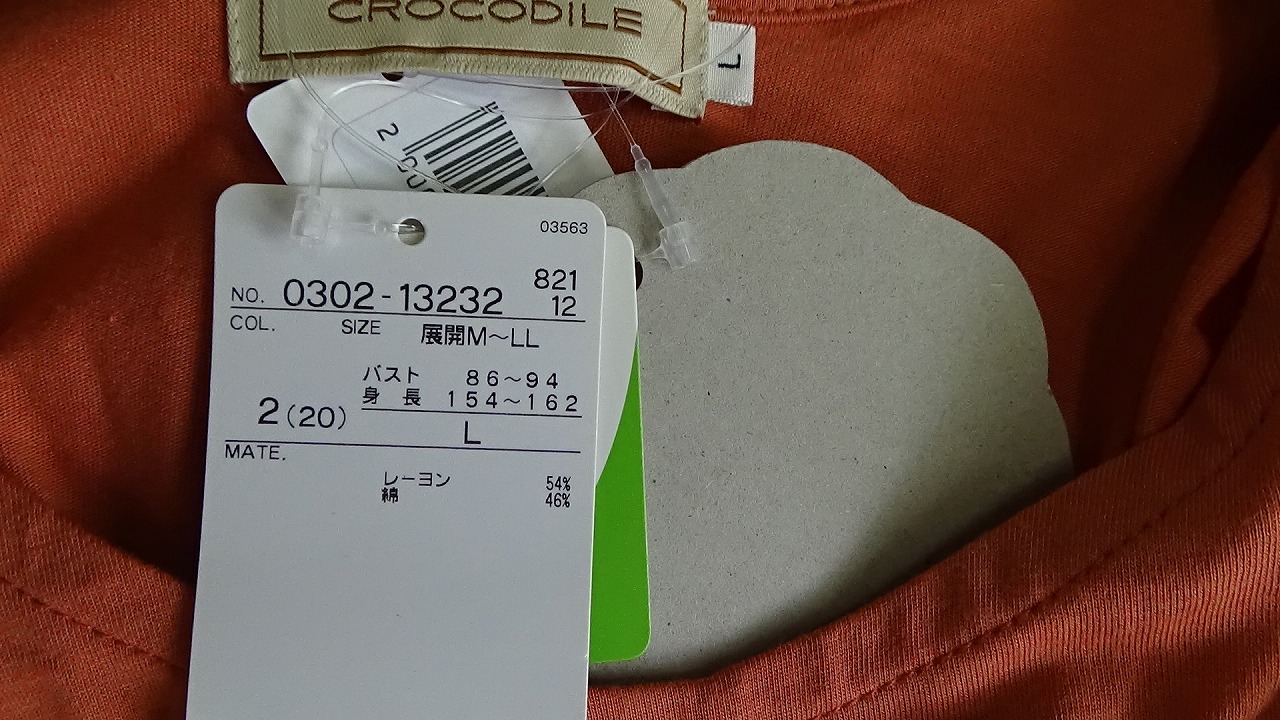 CROCODILE
L
2
03563
NO. 0302-13232 821
12
COL. SIZE 展開M～LL
バスト 86～94
身長 154～162
2(20)
L
MATE.
レーヨン 54%
綿 46%